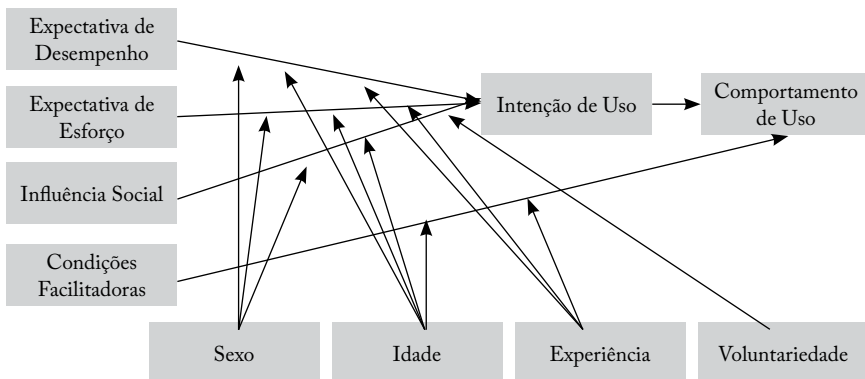 Expectativa de
Desempenho
Expectativa de
Esforço
Influência Social
Condições
Facilitadoras
Intenção de Uso
Comportamento
de Uso
Sexo
Idade
Experiência
Voluntariedade